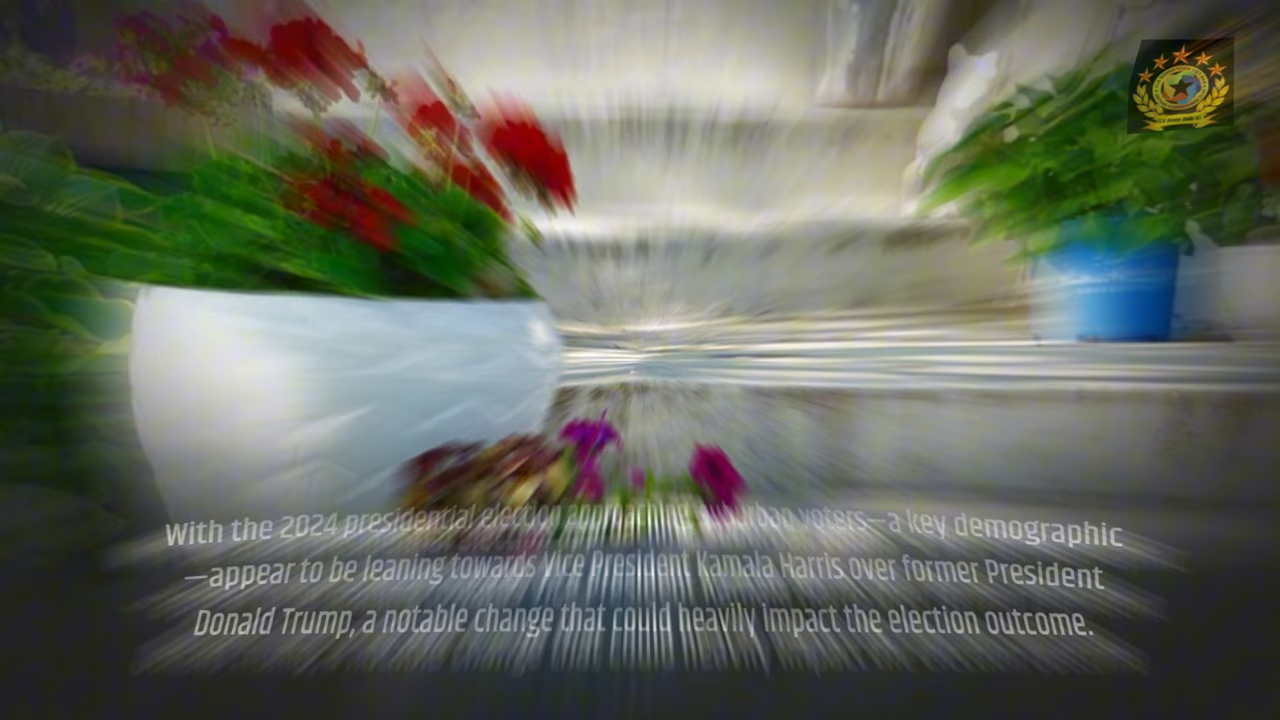 With the 2024 presidential election voters—a key demographic
—appear to be leaning towards Vice President Kamala Harris over former President
Donald Trump, a notable change that could heavily impact the election outcome.